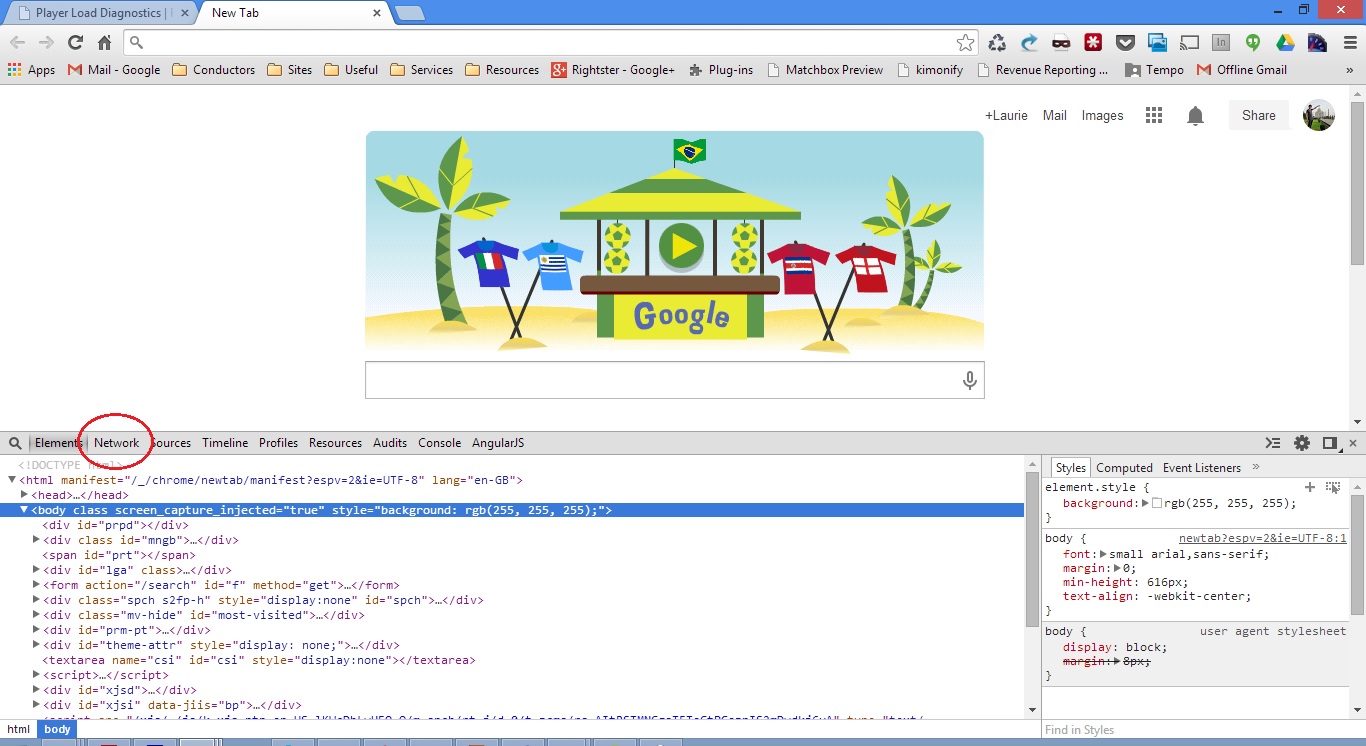 Player Load Diagnostics |
New Tab
Apps Mail - Google Conductors Sites Useful Services Resources Rightster - Google+ Plug-ins Matchbox Preview kimonify Revenue Reporting ... Tempo Offline Gmail »
+Laurie Mail Images Share
Google
Elements Network Sources Timeline Profiles Resources Audits Console AngularJS
<!DOCTYPE html>
<html manifest="/_/chrome/newtab/manifest?espv=2&ie=UTF-8" lang="en-GB">
<head>…</head>
<body class screen_capture_injected="true" style="background: rgb(255, 255, 255);">
<div id="prpd"></div>
<div class id="mngb">…</div>
<span id="prt"></span>
<div id="lga" class>…</div>
<form action="/search" id="f" method="get">…</form>
<div class="spch s2fp-h" style="display:none" id="spch">…</div>
<div class="mv-hide" id="most-visited">…</div>
<div id="prm-pt">…</div>
<div id="theme-attr" style="display: none;">…</div>
<textarea name="csi" id="csi" style="display:none"></textarea>
<script>…</script>
<div id="xjsd">…</div>
<div id="xjsi" data-jiis="bp">…</div>
html body
Styles Computed Event Listeners »
element.style {
background: rgb(255, 255, 255);
}
body { newtab?espv=2&ie=UTF-8:1
font: small arial,sans-serif;
margin: 0;
min-height: 616px;
text-align: -webkit-center;
}
body { user agent stylesheet
display: block;
margin: 8px;
}
Find in Styles